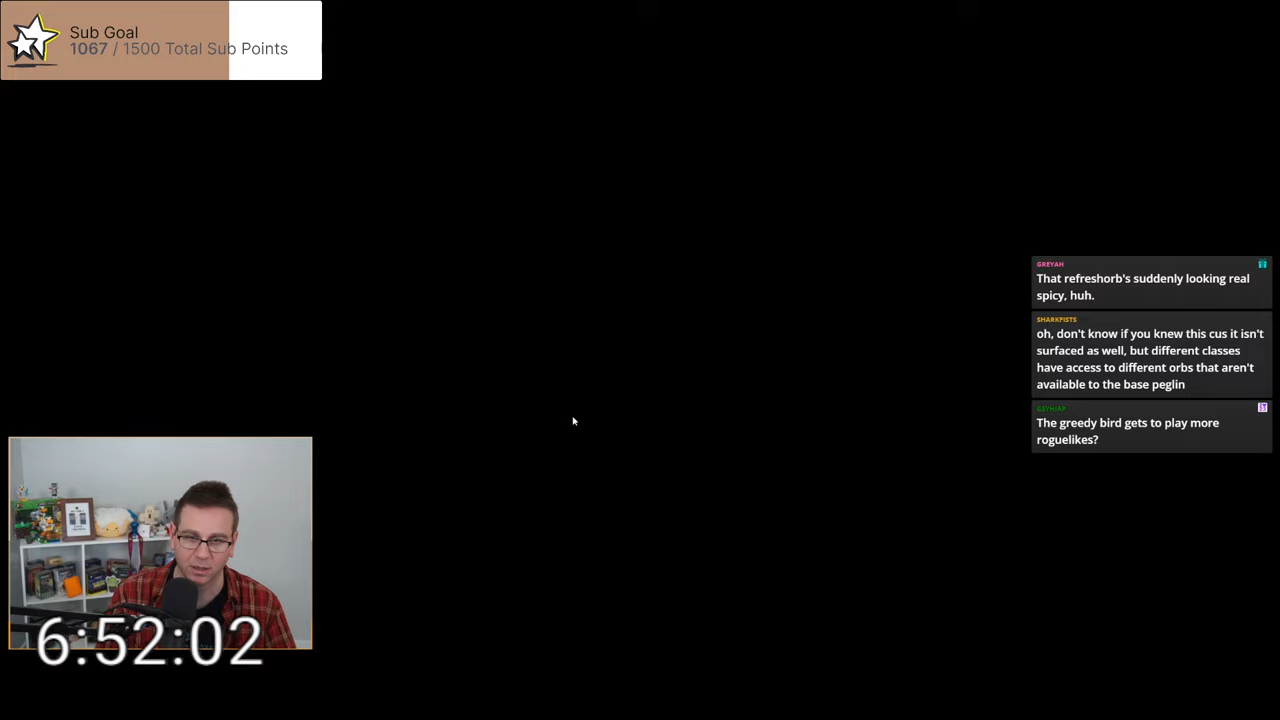 Sub Goal
1067 / 1500 Total Sub Points
GREYAH
That refreshorb's suddenly looking real
spicy, huh.
SHARKFISTS
oh, don't know if you knew this cus it isn't
surfaced as well, but different classes
have access to different orbs that aren't
available to the base peglin
The greedy bird gets to play more
roguelikes?
6:52:02